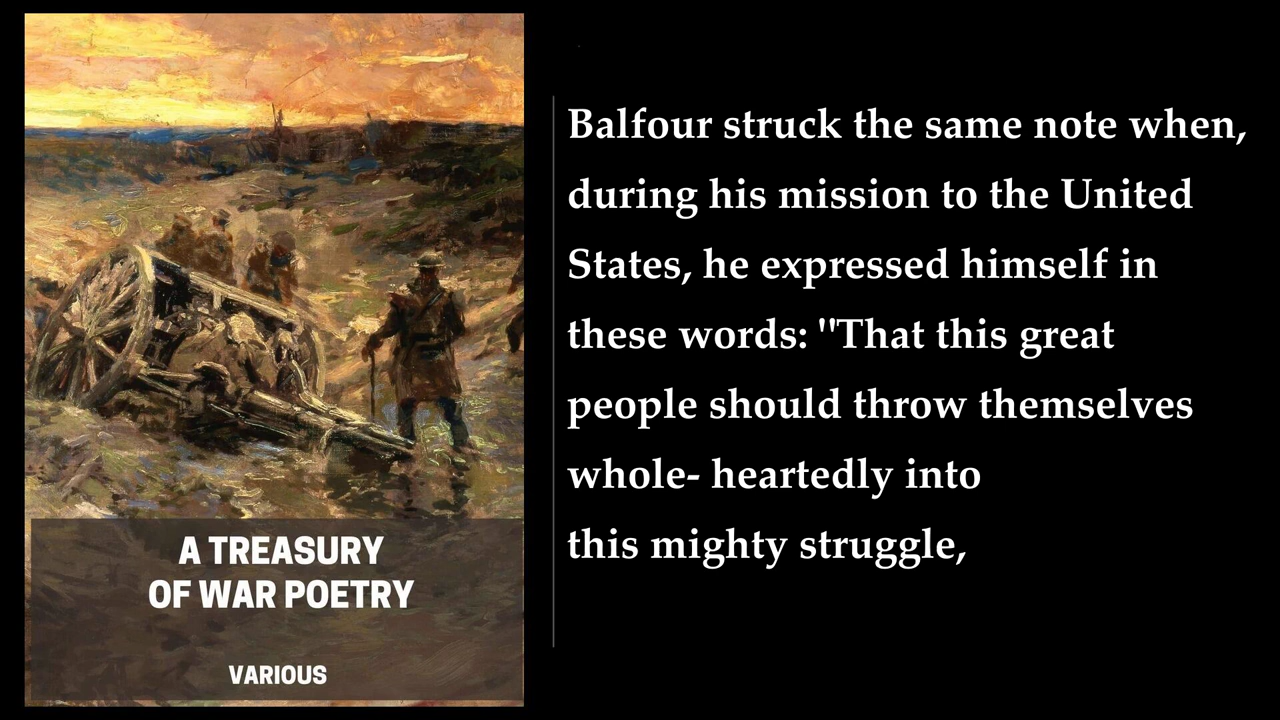 A TREASURY
OF WAR POETRY
VARIOUS
Balfour struck the same note when,
during his mission to the United
States, he expressed himself in
these words: "That this great
people should throw themselves
whole- heartedly into
this mighty struggle,